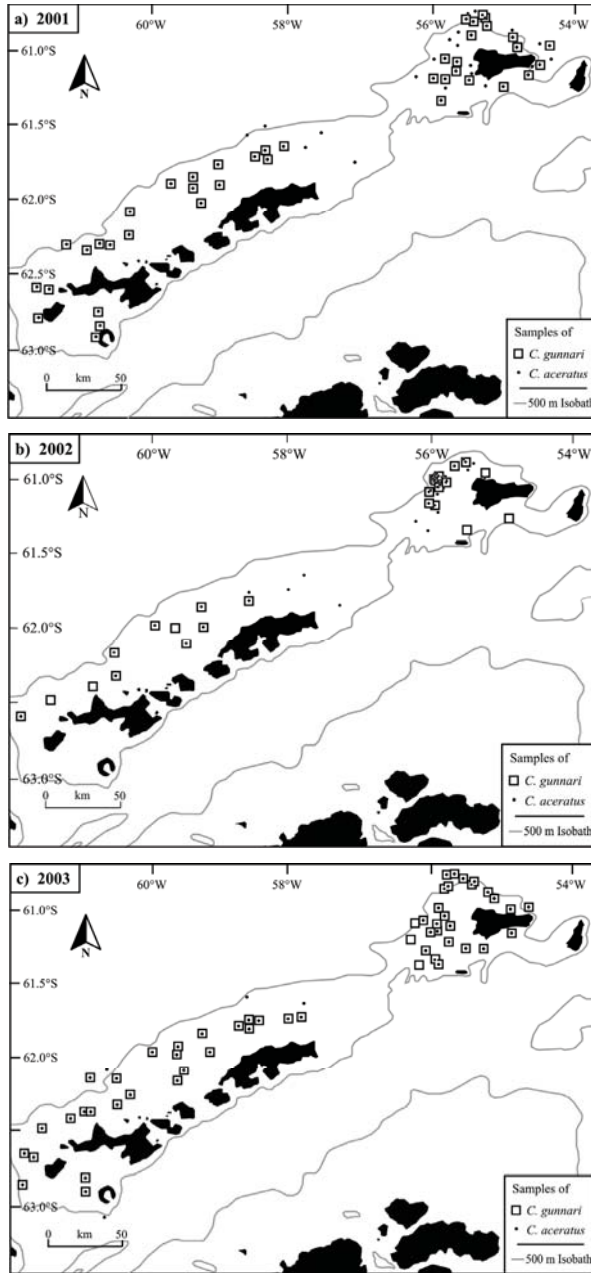 a) 2001
60°W 58°W 56°W 54°W
61.0°S
N
61.5°S
62.0°S
62.5°S
63.0°S
0 km 50
Samples of
C. gunnari
C. aceratus
500 m Isobath
b) 2002
60°W 58°W 56°W 54°W
61.0°S
N
61.5°S
62.0°S
63.0°S
0 km 50
Samples of
C. gunnari
C. aceratus
500 m Isobath
c) 2003
60°W 58°W 56°W 54°W
61.0°S
N
61.5°S
62.0°S
63.0°S
0 km 50
Samples of
C. gunnari
C. aceratus
500 m Isobath